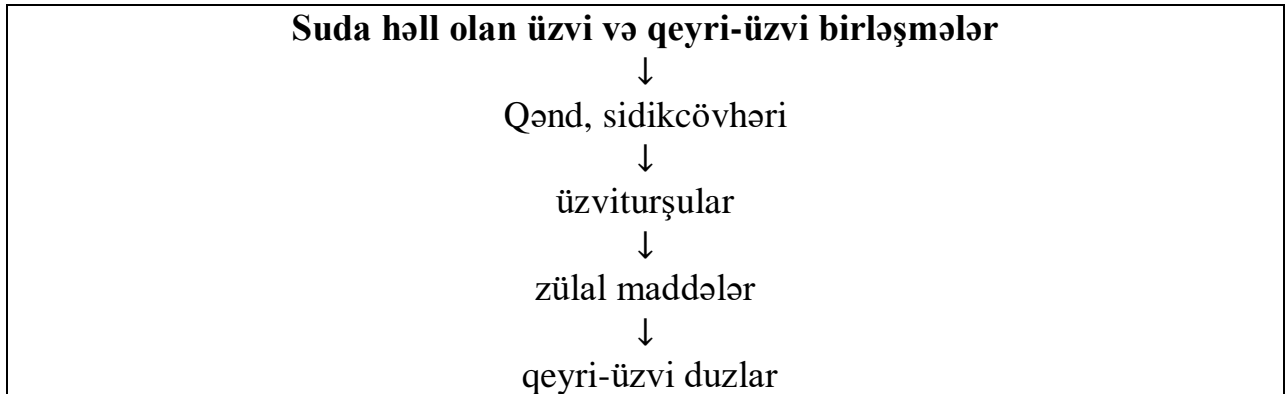 Suda həll olan üzvi və qeyri-üzvi birləşmələr
↓
Qənd, sidikcövhəri
↓
üzviturşular
↓
zülal maddələr
↓
qeyri-üzvi duzlar